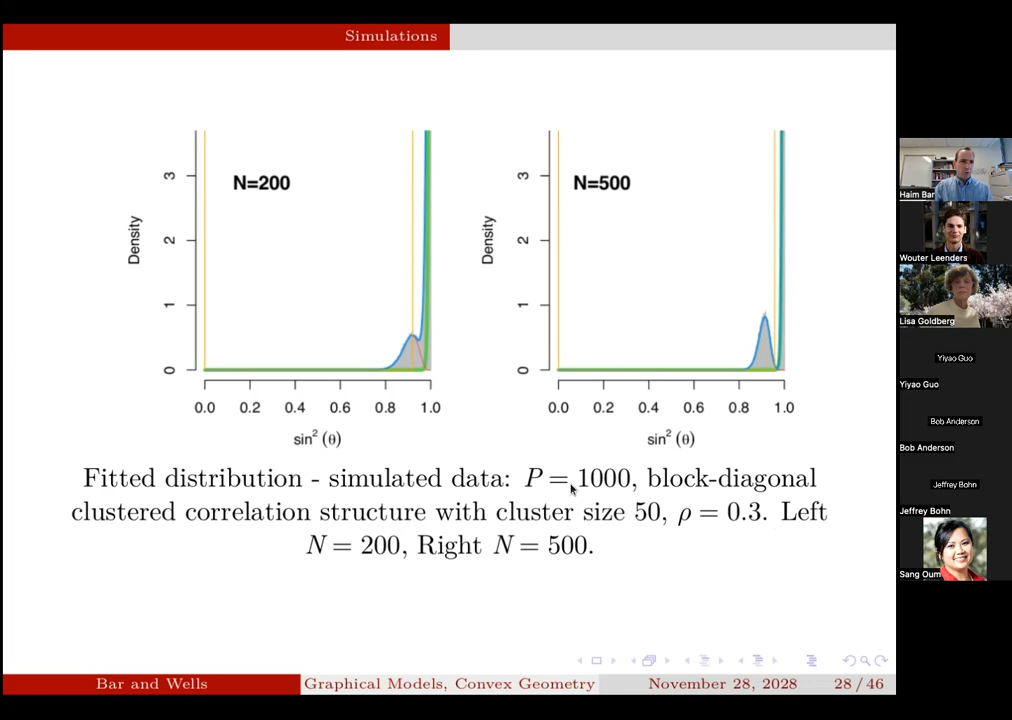 Simulations
N=200
Density
0
1
2
3
0.0 0.2 0.4 0.6 0.8 1.0
sin² (θ)
N=500
Density
0
1
2
3
0.0 0.2 0.4 0.6 0.8 1.0
sin² (θ)
Fitted distribution - simulated data: P = 1000, block-diagonal
clustered correlation structure with cluster size 50, ρ = 0.3. Left
N = 200, Right N = 500.
Bar and Wells Graphical Models, Convex Geometry November 28, 2028 28 / 46
Haim Bar
Wouter Leenders
Lisa Goldberg
Yiyao Guo
Yiyao Guo
Bob Anderson
Bob Anderson
Jeffrey Bohn
Jeffrey Bohn
Sang Oum